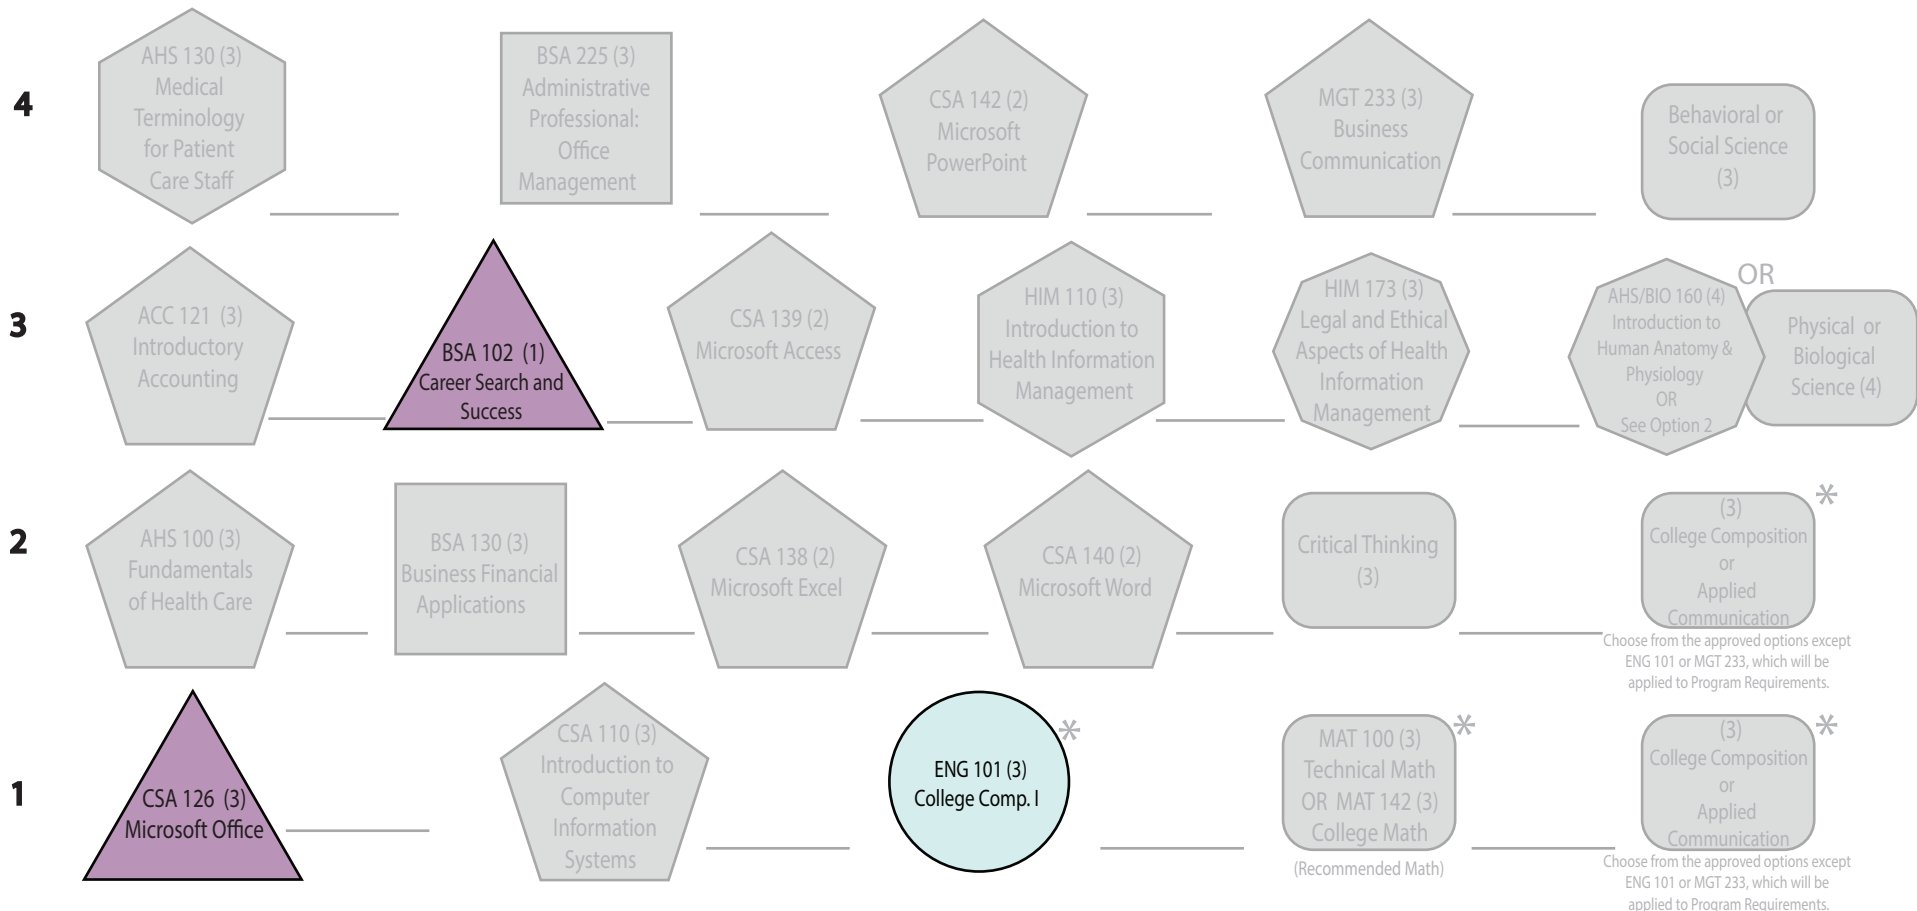 4
AHS 130 (3)
Medical
Terminology
for Patient
Care Staff
BSA 225 (3)
Administrative
Professional:
Office
Management
CSA 142 (2)
Microsoft
PowerPoint
MGT 233 (3)
Business
Communication
Behavioral or
Social Science
(3)
3
ACC 121 (3)
Introductory
Accounting
BSA 102 (1)
Career Search and
Success
CSA 139 (2)
Microsoft Access
HIM 110 (3)
Introduction to
Health Information
Management
HIM 173 (3)
Legal and Ethical
Aspects of Health
Information
Management
AHS/BIO 160 (4)
Introduction to
Human Anatomy &
Physiology
OR
See Option 2
OR
Physical or
Biological
Science (4)
2
AHS 100 (3)
Fundamentals
of Health Care
BSA 130 (3)
Business Financial
Applications
CSA 138 (2)
Microsoft Excel
CSA 140 (2)
Microsoft Word
Critical Thinking
(3)
*
(3)
College Composition
or
Applied
Communication
Choose from the approved options except
ENG 101 or MGT 233, which will be
applied to Program Requirements.
1
CSA 126 (3)
Microsoft Office
CSA 110 (3)
Introduction to
Computer
Information
Systems
*
ENG 101 (3)
College Comp. I
*
MAT 100 (3)
Technical Math
OR MAT 142 (3)
College Math
(Recommended Math)
*
(3)
College Composition
or
Applied
Communication
Choose from the approved options except
ENG 101 or MGT 233, which will be
applied to Program Requirements.